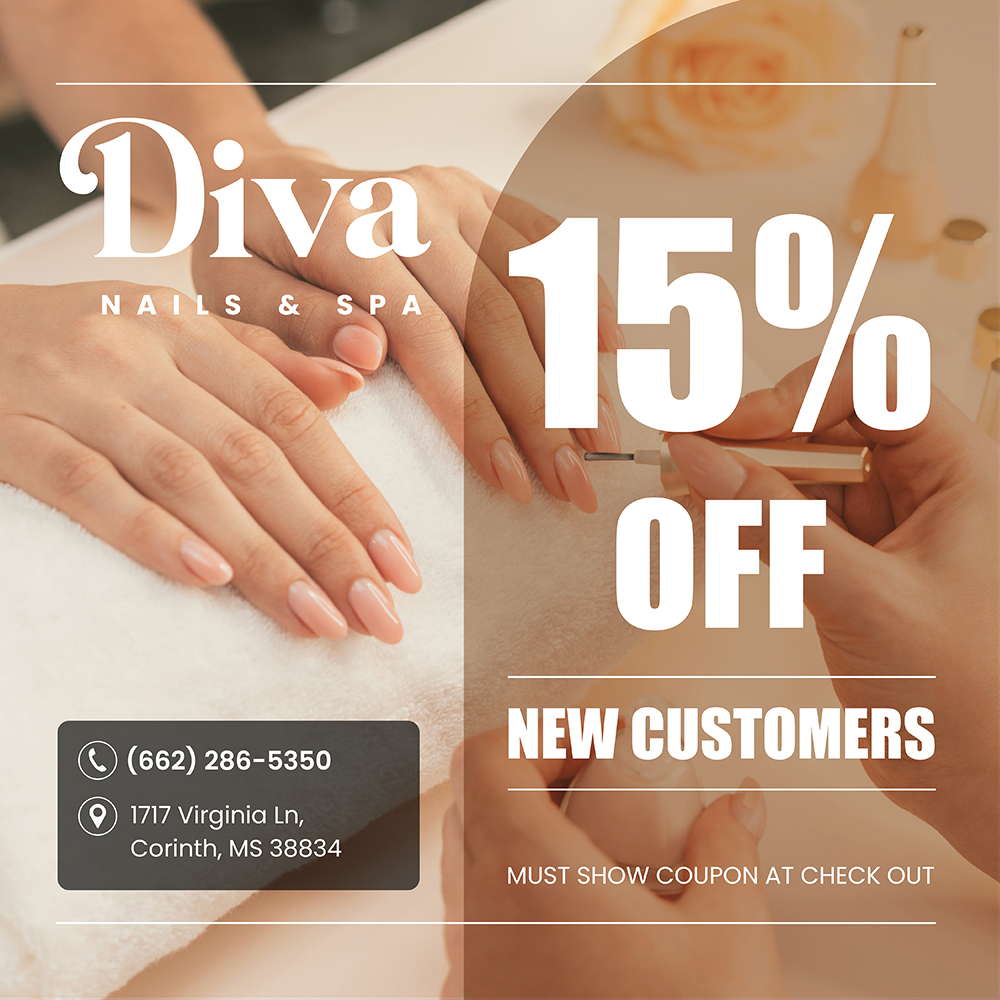 Diva
NAILS & SPA
15%
OFF
NEW CUSTOMERS
(662) 286-5350
1717 Virginia Ln,
Corinth, MS 38834
MUST SHOW COUPON AT CHECK OUT